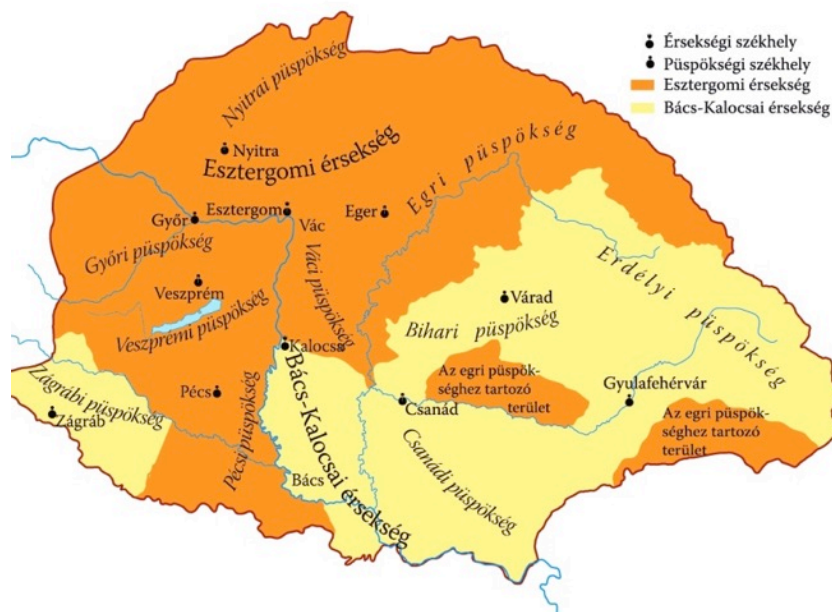 Érsekségi székhely
Püspökségi székhely
Esztergomi érsekség
Bács-Kalocsai érsekség
Nyitrai püspökség
Nyitra
Esztergomi érsekség
Egri püspökség
Győr
Esztergom
Vác
Eger
Győri püspökség
Váci püspökség
Veszprém
Veszprémi püspökség
Várad
Erdélyi püspökség
Bihari püspökség
Kalocsa
Bács-Kalocsai érsekség
Az egri püspök-
séghez tartozó
terület
Gyulafehérvár
Zágrábi püspökség
Zágráb
Pécs
Pécsi püspökség
Csanád
Csanádi püspökség
Az egri püspök-
séghez tartozó
terület
Bács